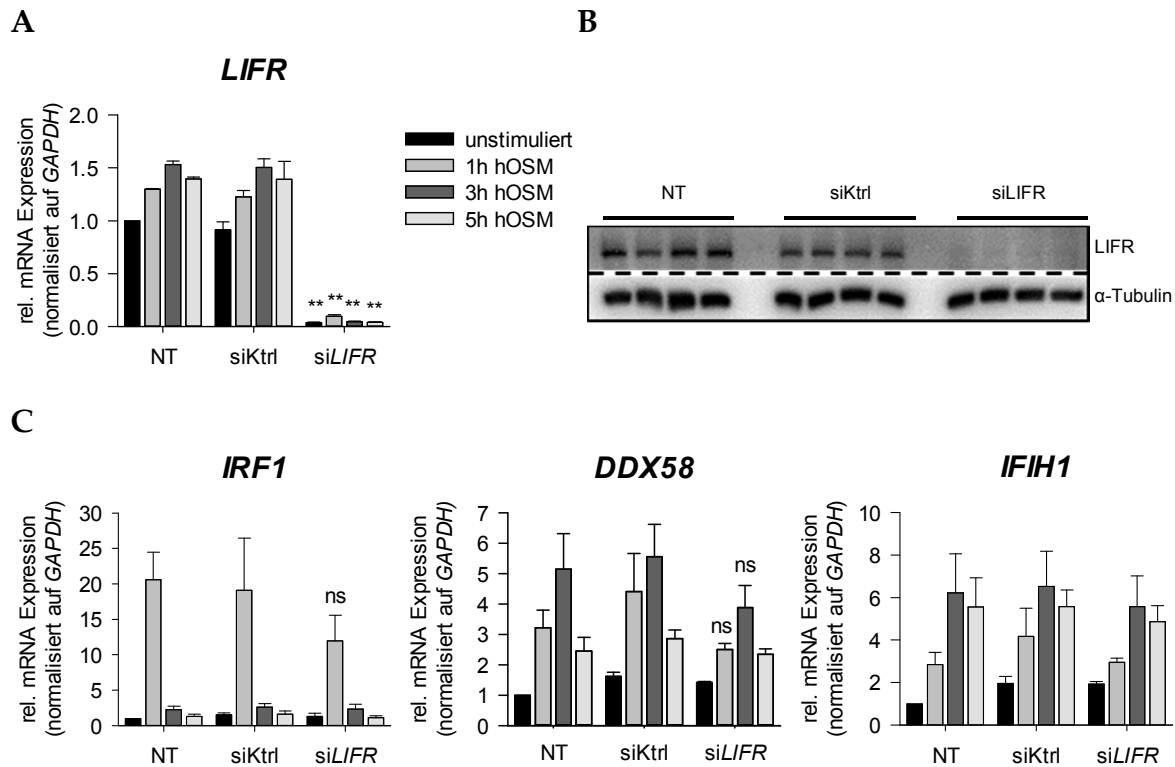 A
LIFR
rel. mRNA Expression
(normalisiert auf GAPDH)
2.0
1.5
1.0
0.5
0.0
** ** ** **
NT siKtrl siLIFR
unstimuliert
1h hOSM
3h hOSM
5h hOSM
B
NT siKtrl siLIFR
LIFR
α-Tubulin
C
IRF1
rel. mRNA Expression
(normalisiert auf GAPDH)
30
25
20
15
10
5
0
ns
NT siKtrl siLIFR
DDX58
rel. mRNA Expression
(normalisiert auf GAPDH)
7
6
5
4
3
2
1
0
ns ns
NT siKtrl siLIFR
IFIH1
rel. mRNA Expression
(normalisiert auf GAPDH)
10
8
6
4
2
0
NT siKtrl siLIFR